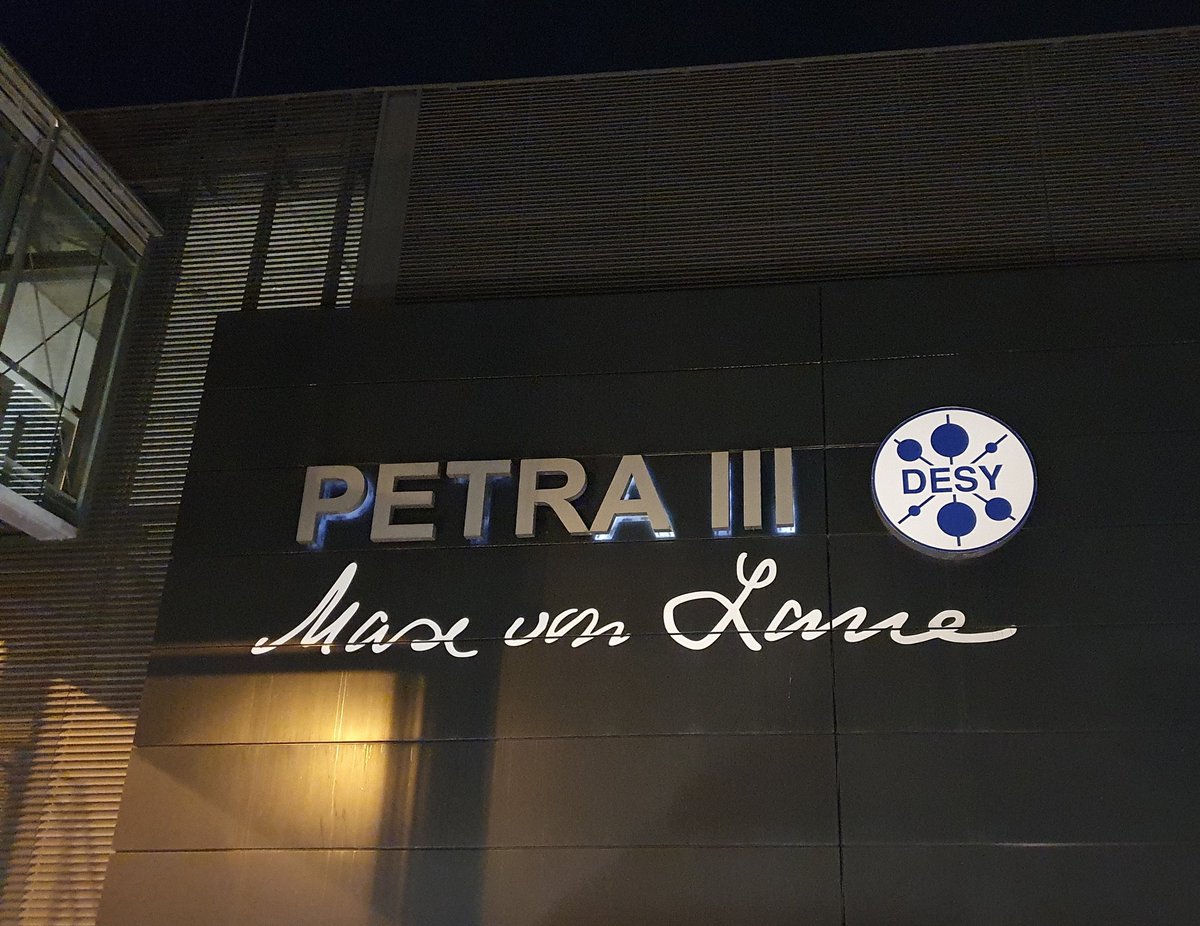 PETRA III
DESY
Max von Laue